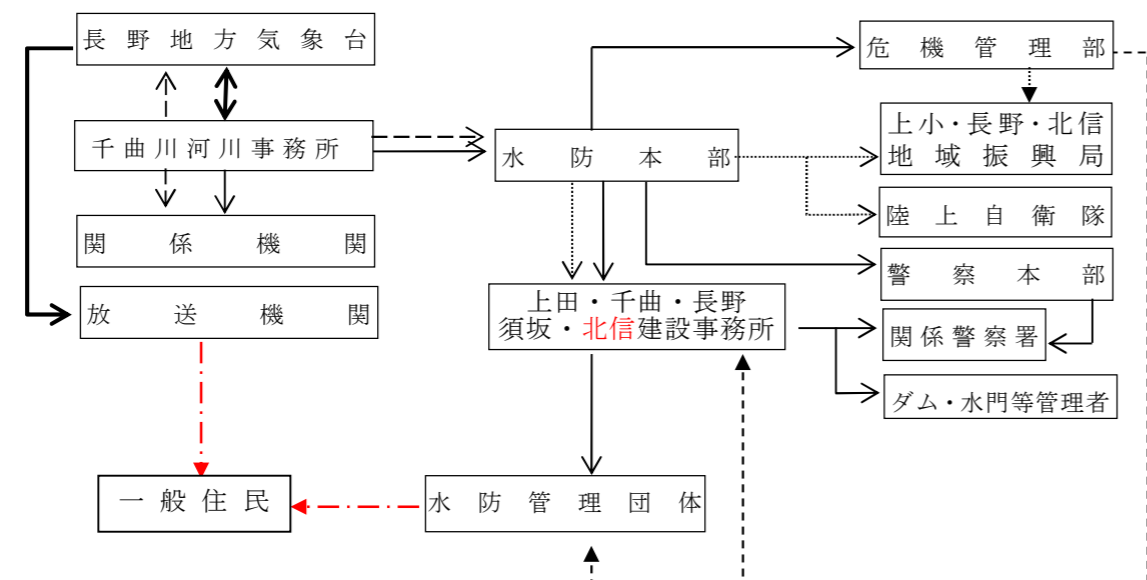 長野地方気象台
千曲川河川事務所
関係機関
放送機関
一般住民
水防本部
上田・千曲・長野
須坂・北信建設事務所
水防管理団体
危機管理部
上小・長野・北信
地域振興局
陸上自衛隊
警察本部
関係警察署
ダム・水門等管理者